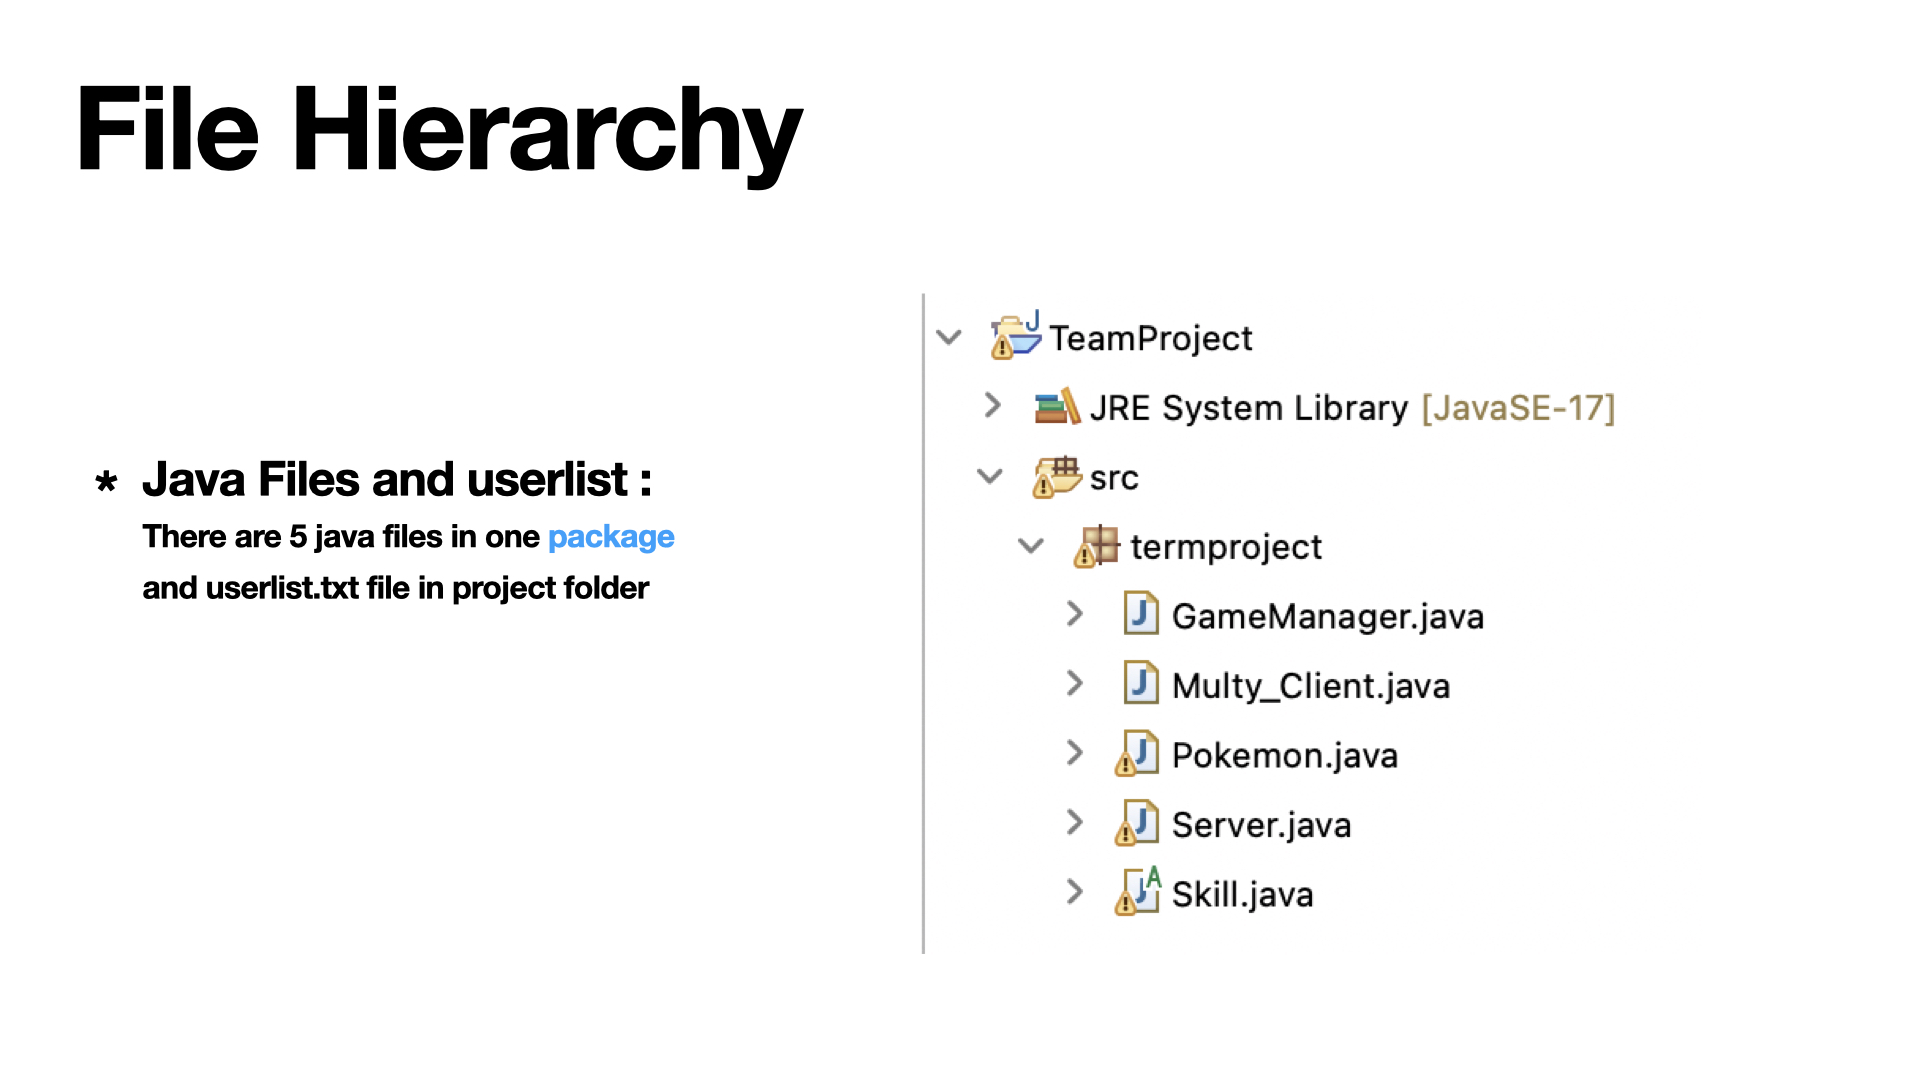 File Hierarchy
* Java Files and userlist :
There are 5 java files in one package
and userlist.txt file in project folder
TeamProject
JRE System Library [JavaSE-17]
src
termproject
GameManager.java
Multy_Client.java
Pokemon.java
Server.java
Skill.java